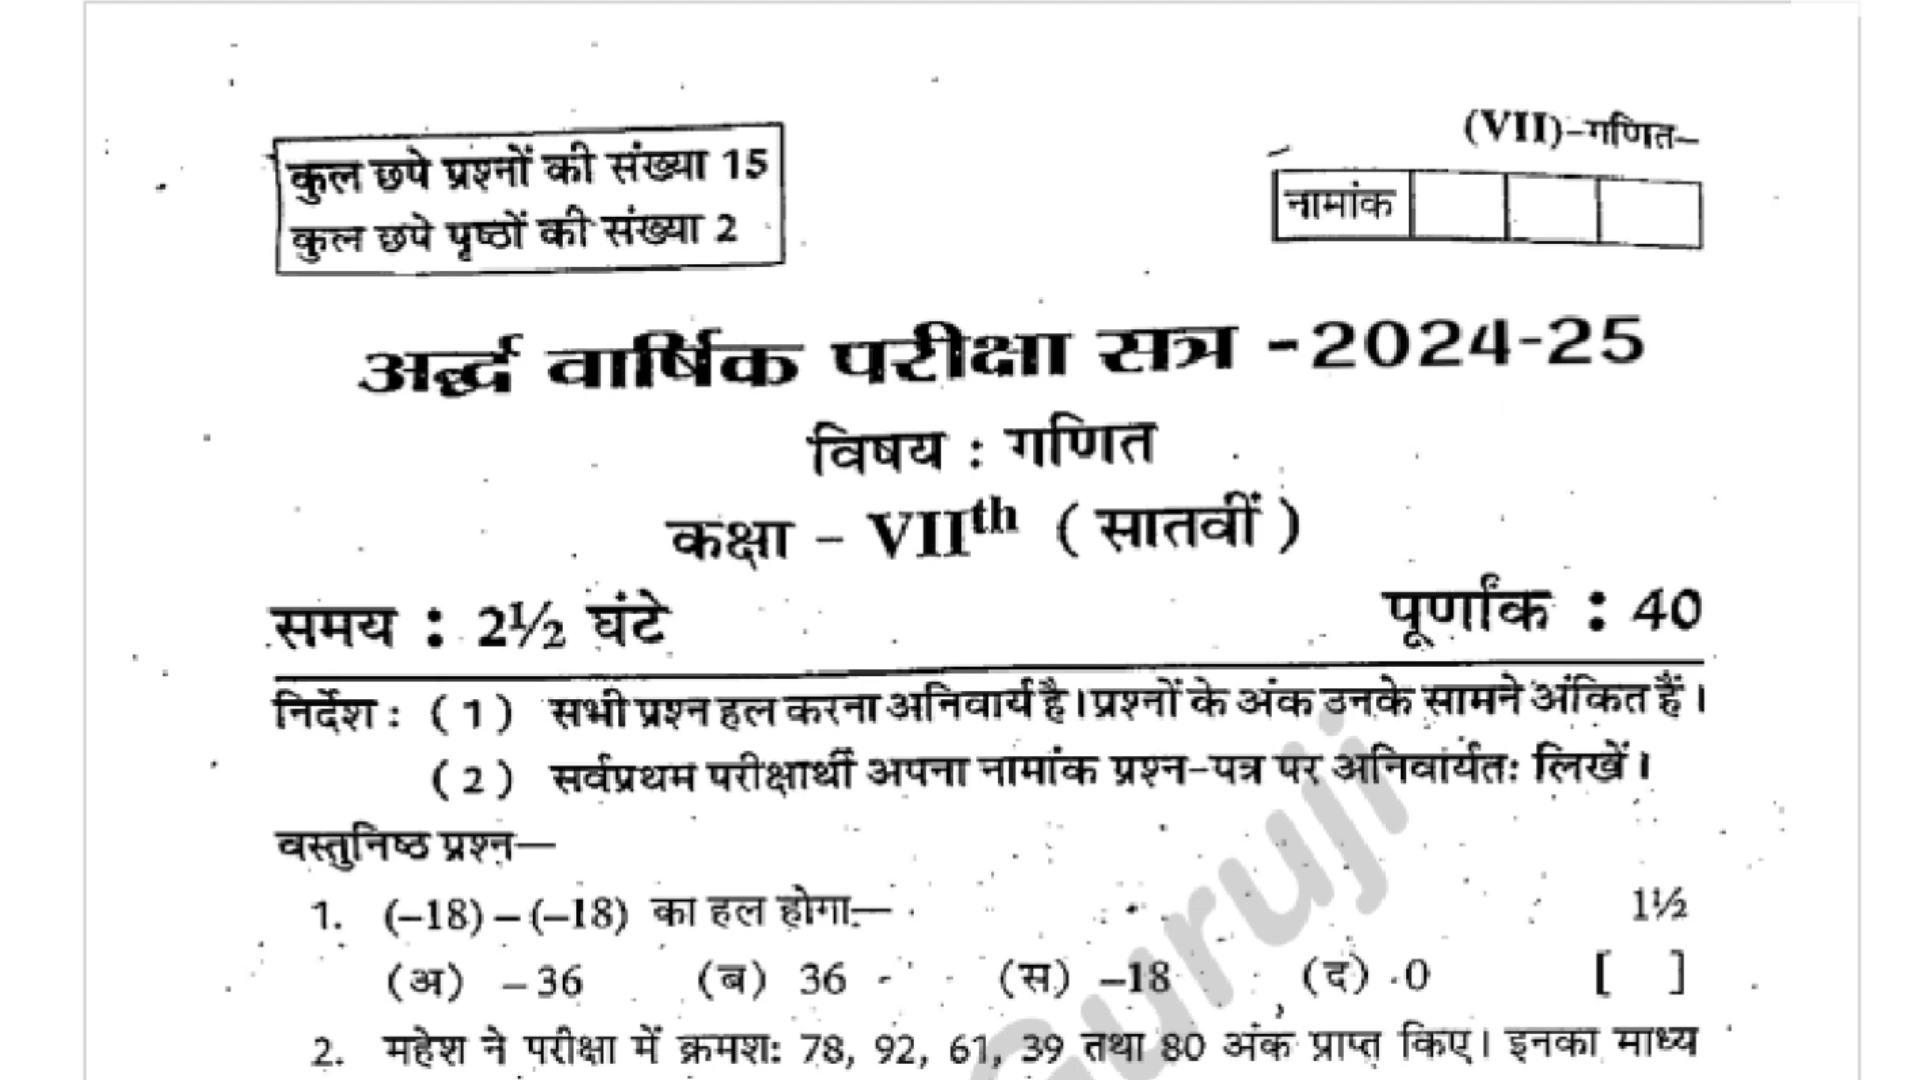 (VII)-गणित-
कुल छपे प्रश्नों की संख्या 15
कुल छपे पृष्ठों की संख्या 2
नामांक
अर्द्ध वार्षिक परीक्षा सत्र -2024-25
विषय : गणित
कक्षा - VIIth ( सातवीं )
समय : 2½ घंटे पूर्णांक : 40
निर्देश : ( 1 ) सभी प्रश्न हल करना अनिवार्य है। प्रश्नों के अंक उनके सामने अंकित हैं।
( 2 ) सर्वप्रथम परीक्षार्थी अपना नामांक प्रश्न-पत्र पर अनिवार्यतः लिखें।
वस्तुनिष्ठ प्रश्न—
1. (–18) – (–18) का हल होगा— 1½
(अ) – 36 (ब) 36 (स) –18 (द) 0 [ ]
2. महेश ने परीक्षा में क्रमशः 78, 92, 61, 39 तथा 80 अंक प्राप्त किए। इनका माध्य
Guruji